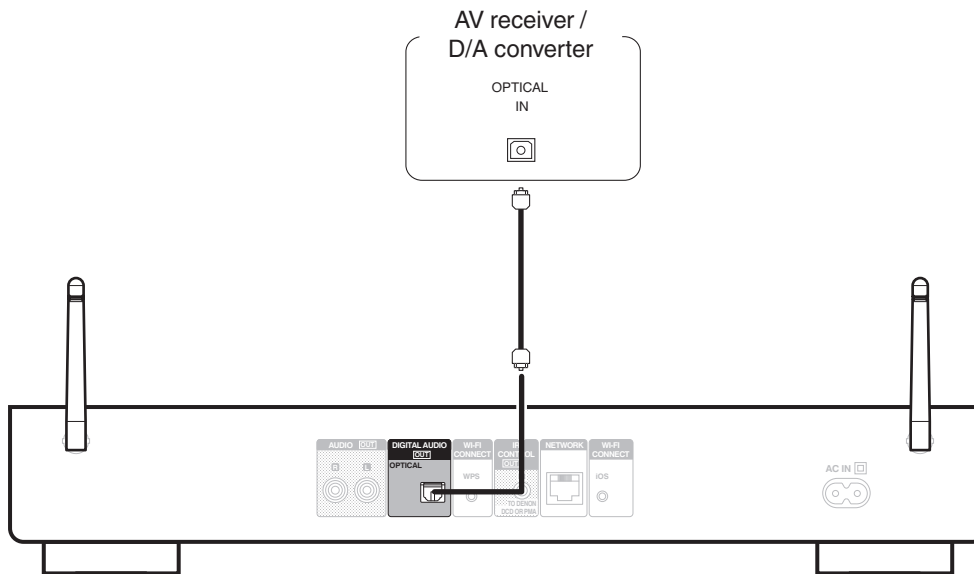 AV receiver /
D/A converter
OPTICAL
IN
AUDIO OUT
R L
DIGITAL AUDIO
OUT
OPTICAL
WI-FI
CONNECT
WPS
IR
CONTROL
OUT
TO DENON
DCD OR PMA
NETWORK
WI-FI
CONNECT
iOS
AC IN